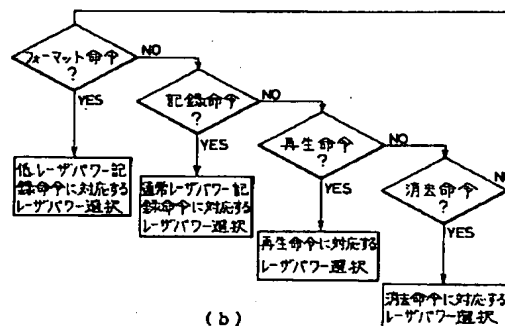 フォーマット命令
?
NO
YES
記録命令
?
NO
YES
再生命令
?
NO
YES
消去命令
?
NO
YES
低レーザパワー記
録命令に対応する
レーザパワー選択
通常レーザパワー記
録命令に対応する
レーザパワー選択
再生命令に対応する
レーザパワー選択
消去命令に対応する
レーザパワー選択
(b)